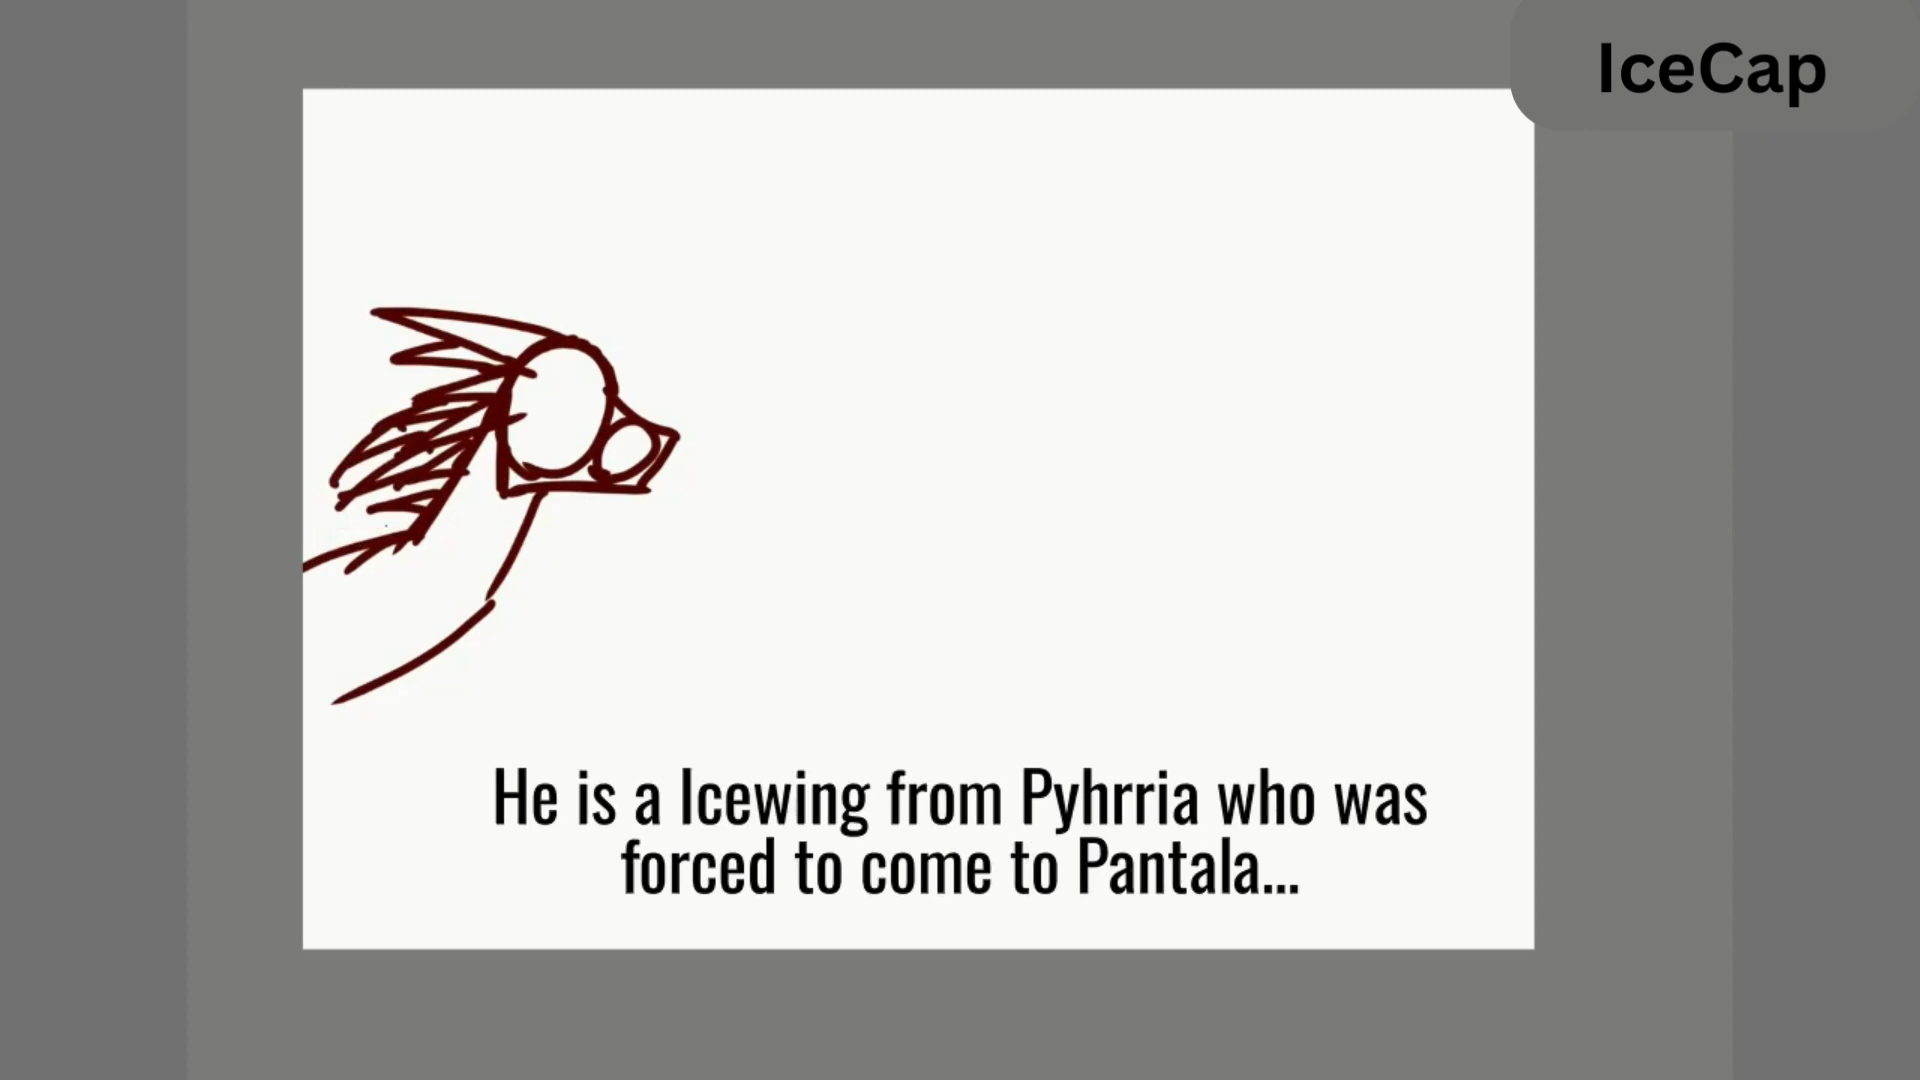 IceCap
He is a Icewing from Pyhrria who was
forced to come to Pantala...